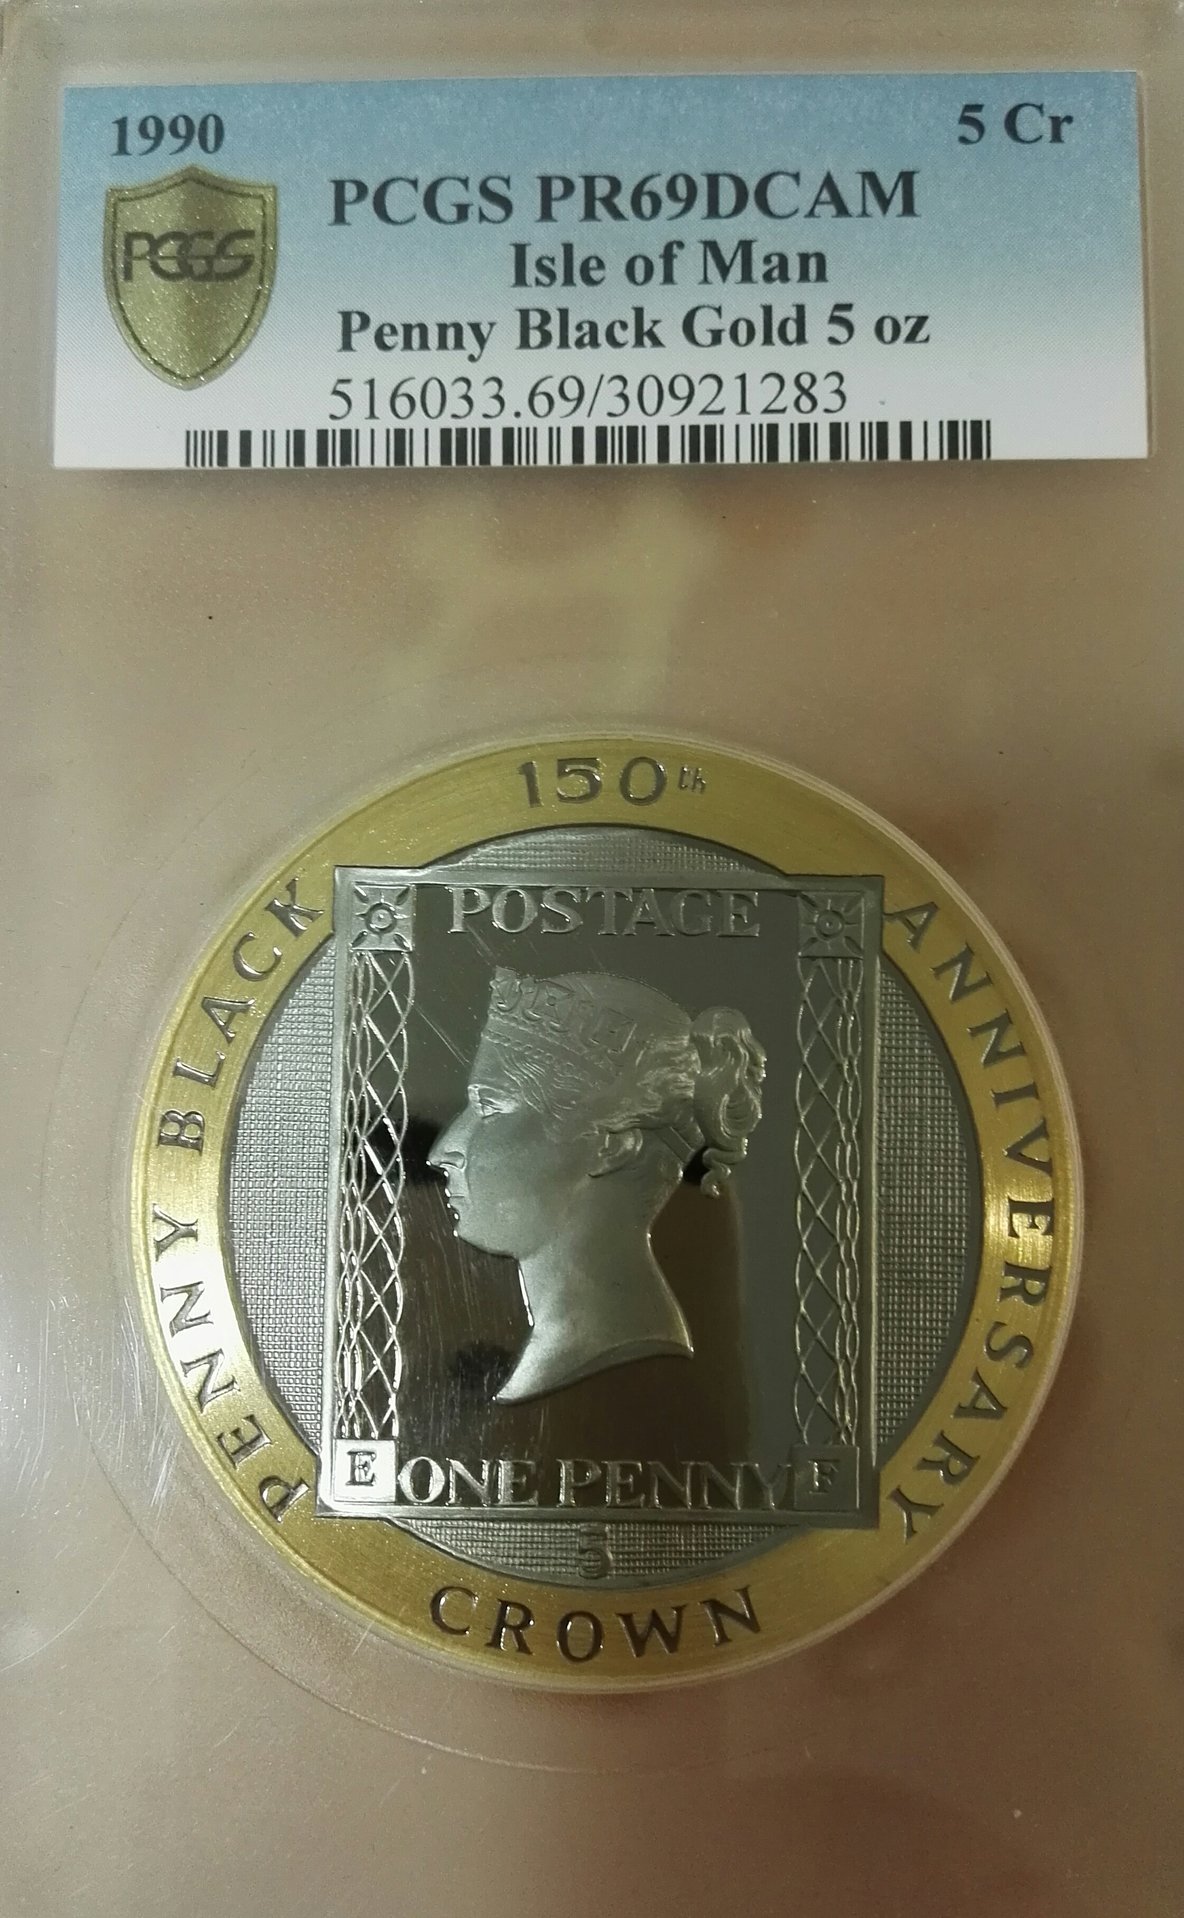 1990
5 Cr
PCGS
PCGS PR69DCAM
Isle of Man
Penny Black Gold 5 oz
516033.69/30921283
PENNY BLACK 150th ANNIVERSARY
POSTAGE
E ONE PENNY F
5
CROWN